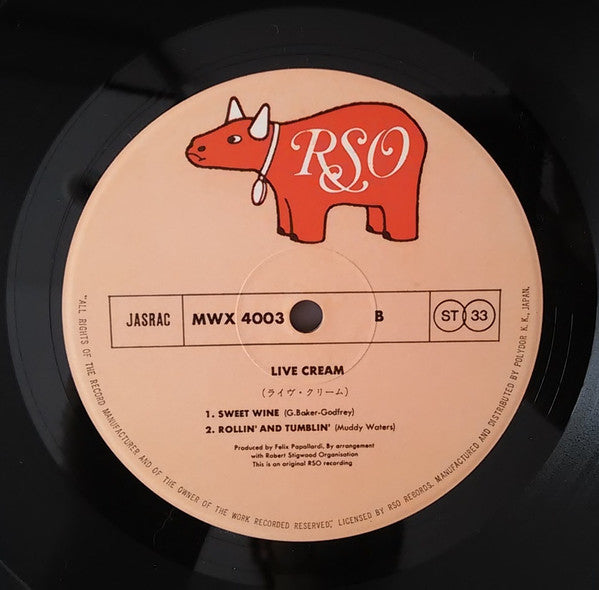 RSO
JASRAC
MWX 4003
B
ST 33
LIVE CREAM
(ライヴ・クリーム)
1. SWEET WINE (G.Baker-Godfrey)
2. ROLLIN' AND TUMBLIN' (Muddy Waters)
Produced by Felix Papallardi, By arrangement
with Robert Stigwood Organisation
This is an original RSO recording
"ALL RIGHTS OF THE RECORD MANUFACTURER AND OF THE OWNER OF THE WORK RECORDED RESERVED," LICENSED BY RSO RECORDS, MANUFACTURED AND DISTRIBUTED BY POLYDOR K. K., JAPAN.